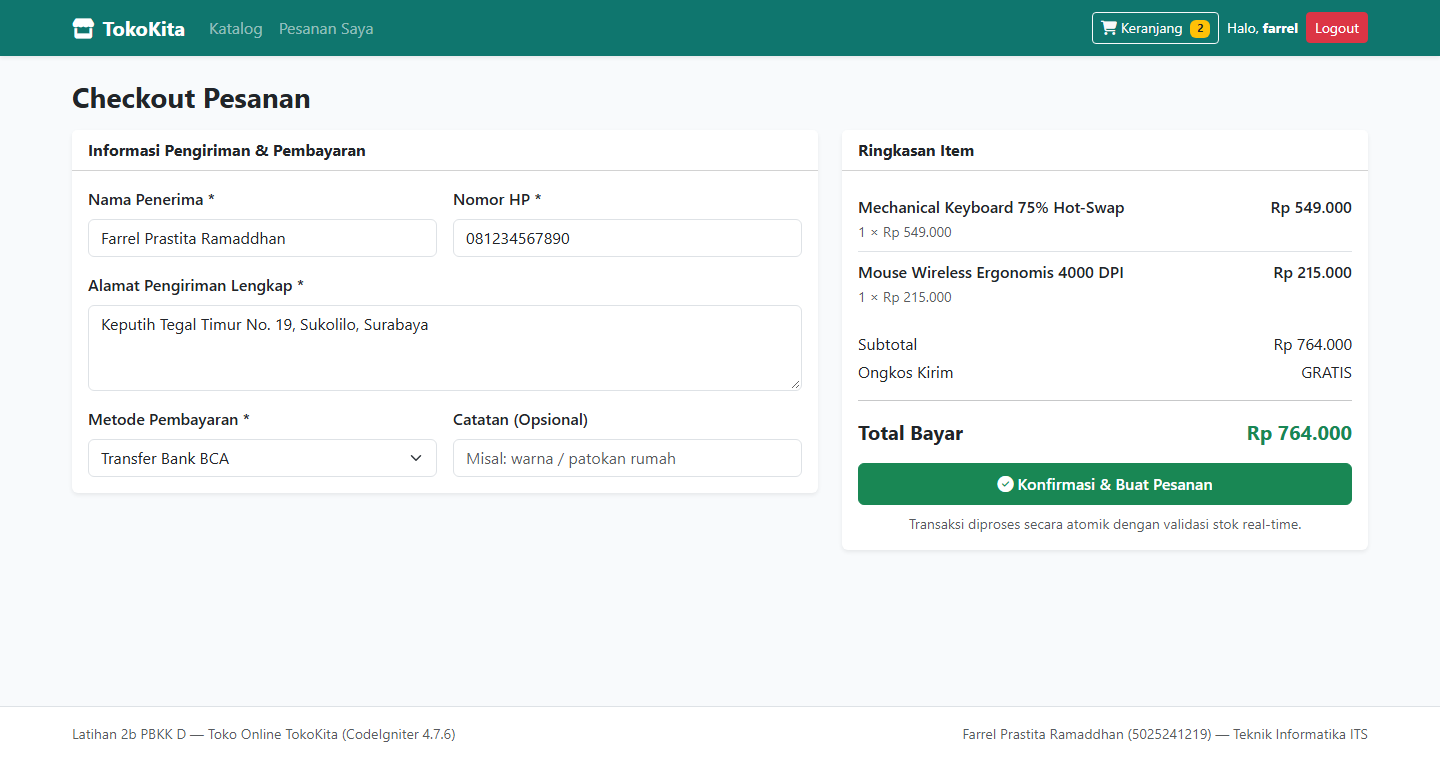 TokoKita Katalog Pesanan Saya Keranjang 2 Halo, farrel Logout
Checkout Pesanan
Informasi Pengiriman & Pembayaran
Nama Penerima * Nomor HP *
Farrel Prastita Ramaddhan 081234567890
Alamat Pengiriman Lengkap *
Keputih Tegal Timur No. 19, Sukolilo, Surabaya
Metode Pembayaran * Catatan (Opsional)
Transfer Bank BCA Misal: warna / patokan rumah
Ringkasan Item
Mechanical Keyboard 75% Hot-Swap Rp 549.000
1 × Rp 549.000
Mouse Wireless Ergonomis 4000 DPI Rp 215.000
1 × Rp 215.000
Subtotal Rp 764.000
Ongkos Kirim GRATIS
Total Bayar Rp 764.000
Konfirmasi & Buat Pesanan
Transaksi diproses secara atomik dengan validasi stok real-time.
Latihan 2b PBKK D — Toko Online TokoKita (CodeIgniter 4.7.6) Farrel Prastita Ramaddhan (5025241219) — Teknik Informatika ITS